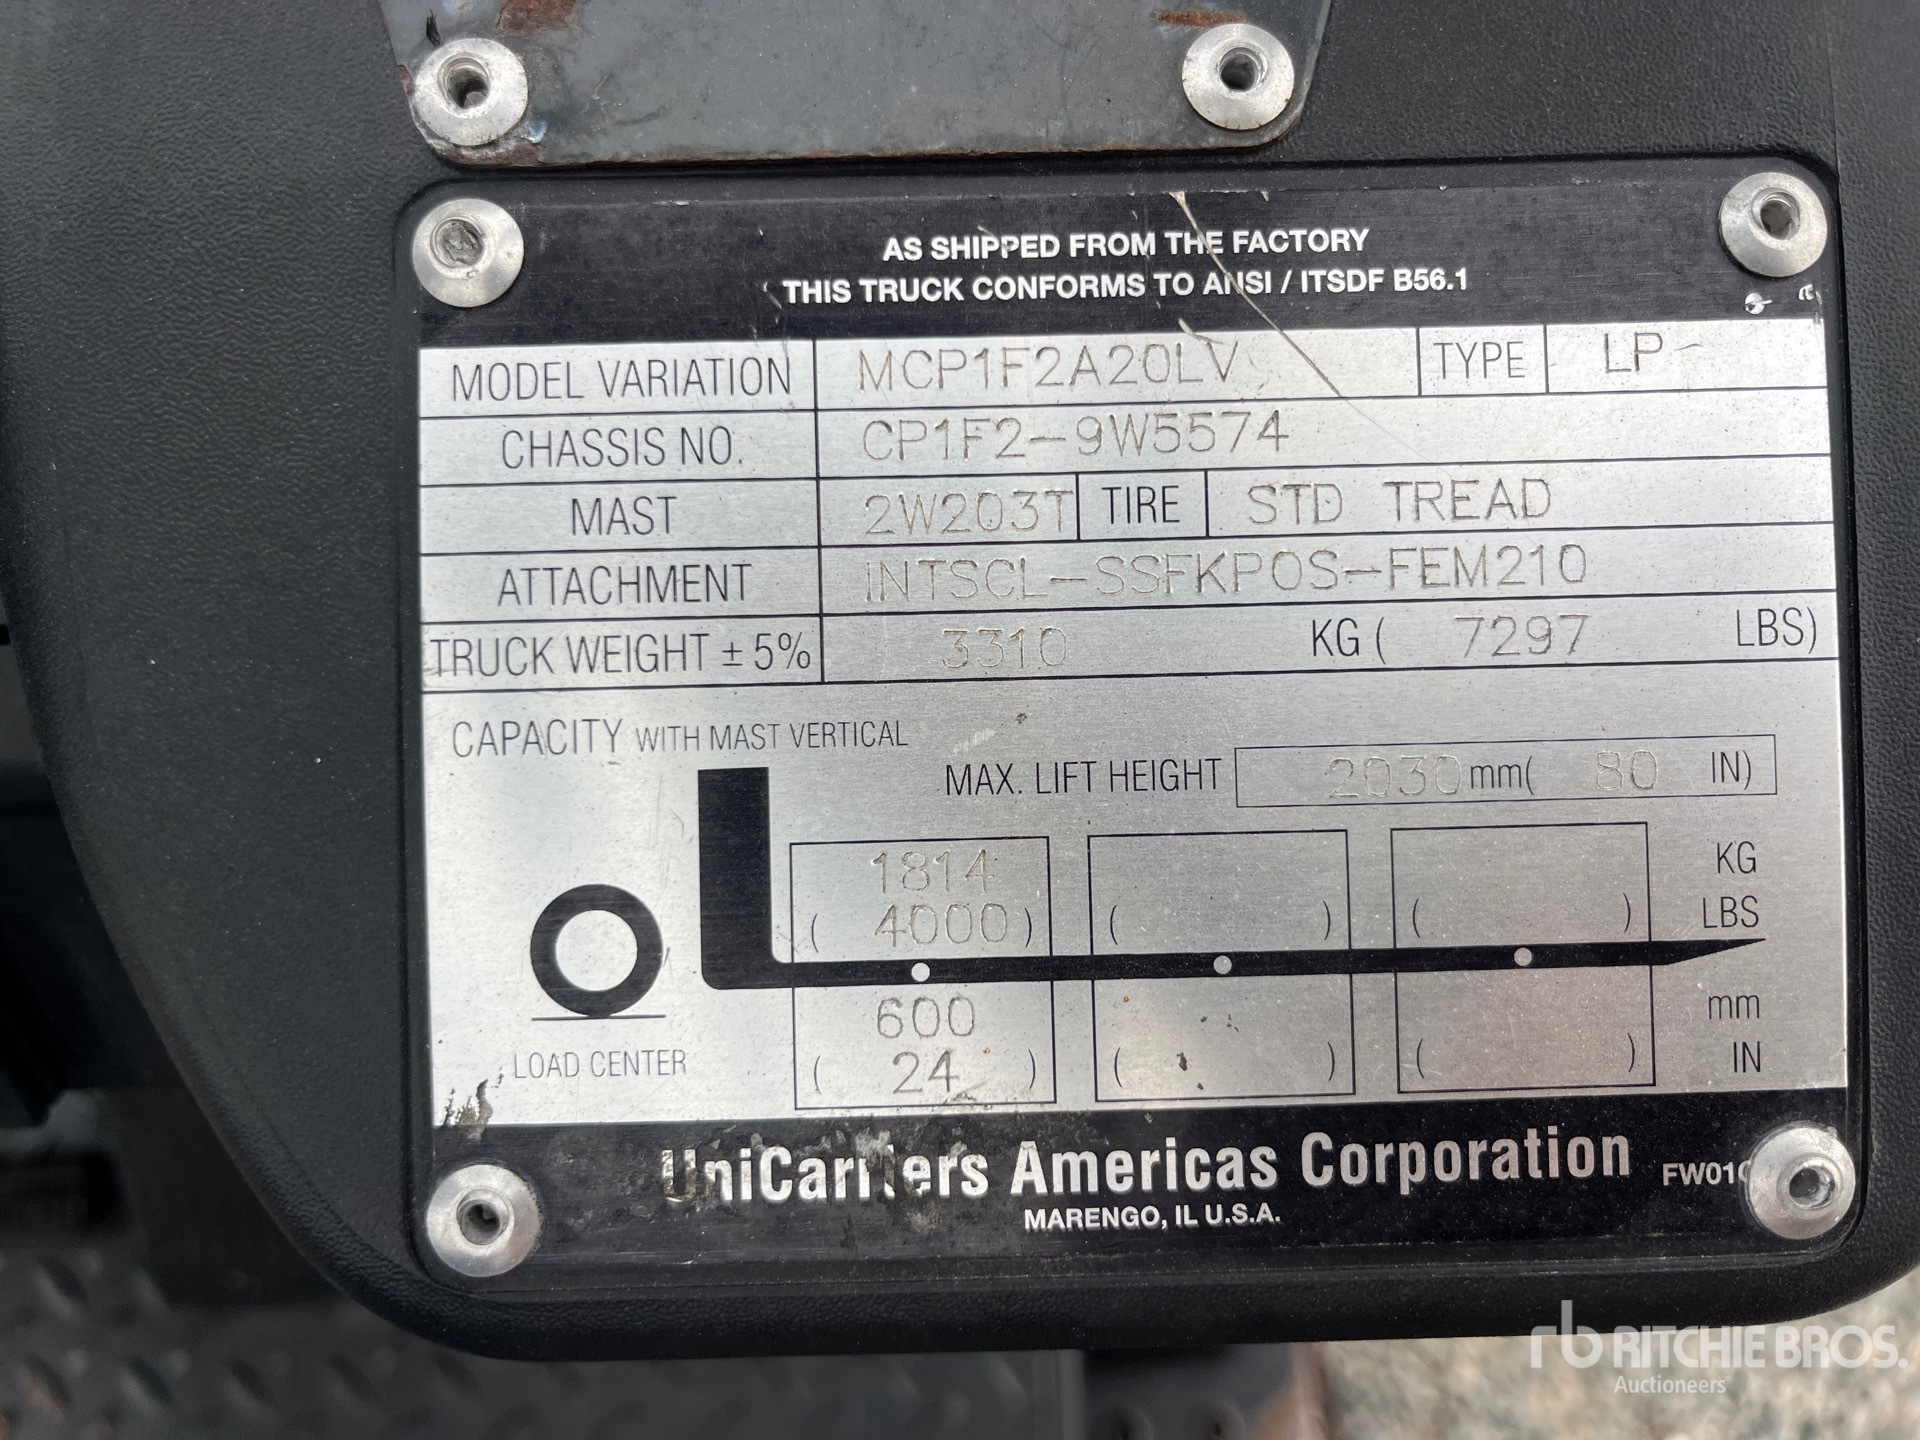 AS SHIPPED FROM THE FACTORY
THIS TRUCK CONFORMS TO ANSI / ITSDF B56.1
MODEL VARIATION MCP1F2A20LV TYPE LP
CHASSIS NO. CP1F2-9W5574
MAST 2W203T TIRE STD TREAD
ATTACHMENT INTSCL-SSFKPOS-FEM210
TRUCK WEIGHT ± 5% 3310 KG ( 7297 LBS)
CAPACITY WITH MAST VERTICAL
MAX. LIFT HEIGHT 2030 mm( 80 IN)
1814 KG
( 4000 ) ( ) ( ) LBS
600 mm
( 24 ) ( ) ( ) IN
LOAD CENTER
UniCarriers Americas Corporation
MARENGO, IL U.S.A.
rb RITCHIE BROS.
Auctioneers